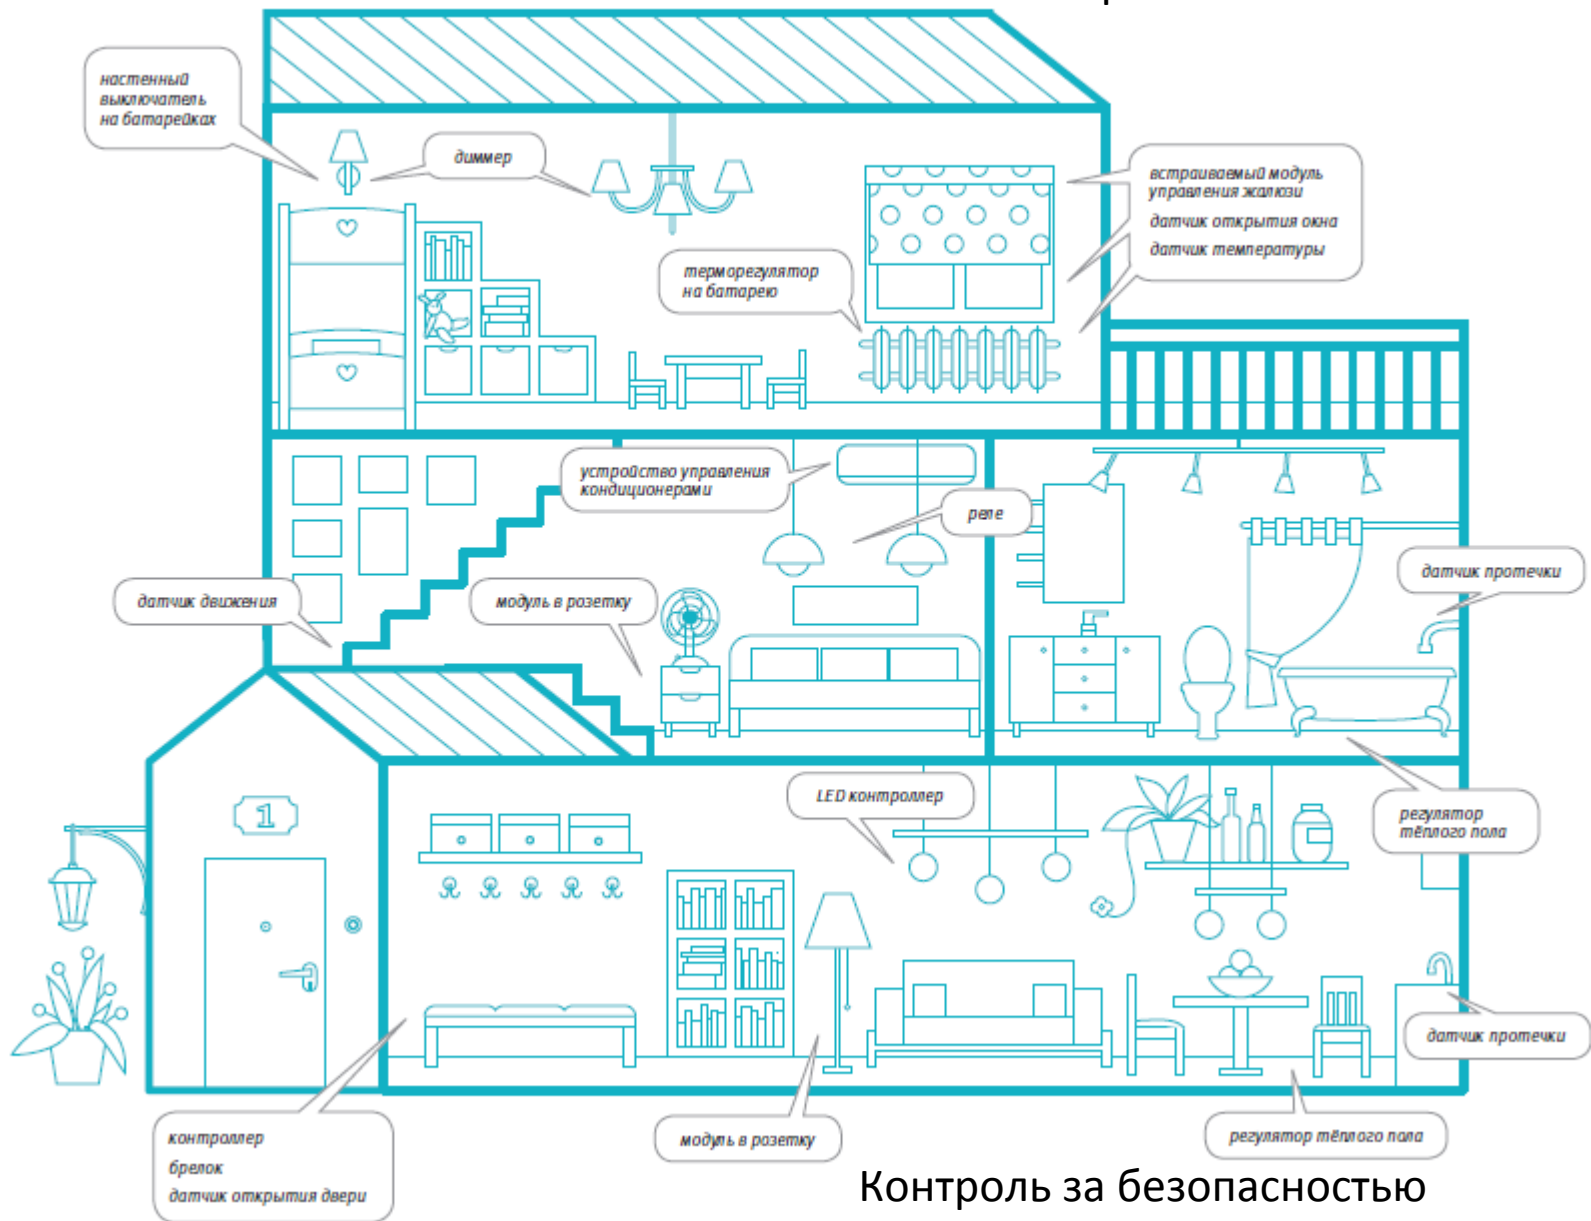 настенный
выключатель
на батарейках
диммер
встраиваемый модуль
управления жалюзи
датчик открытия окна
датчик температуры
терморегулятор
на батарею
устройство управления
кондиционерами
реле
датчик протечки
датчик движения
модуль в розетку
LED контроллер
регулятор
тёплого пола
1
датчик протечки
контроллер
брелок
датчик открытия двери
модуль в розетку
регулятор тёплого пола
Контроль за безопасностью